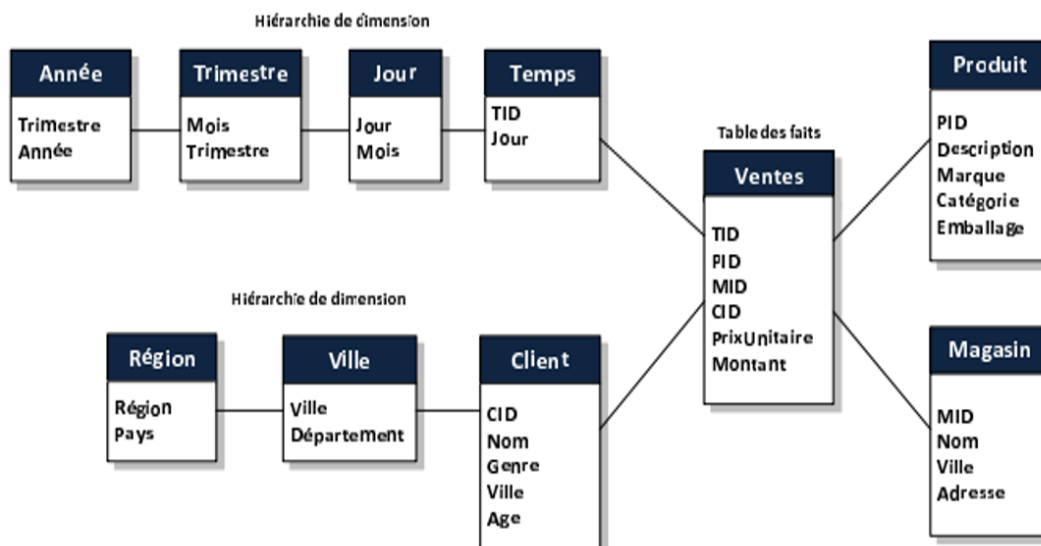 Hiérarchie de dimension
Année
Trimestre
Année
Trimestre
Mois
Trimestre
Jour
Jour
Mois
Temps
TID
Jour
Table des faits
Ventes
TID
PID
MID
CID
PrixUnitaire
Montant
Produit
PID
Description
Marque
Catégorie
Emballage
Hiérarchie de dimension
Région
Région
Pays
Ville
Ville
Département
Client
CID
Nom
Genre
Ville
Age
Magasin
MID
Nom
Ville
Adresse